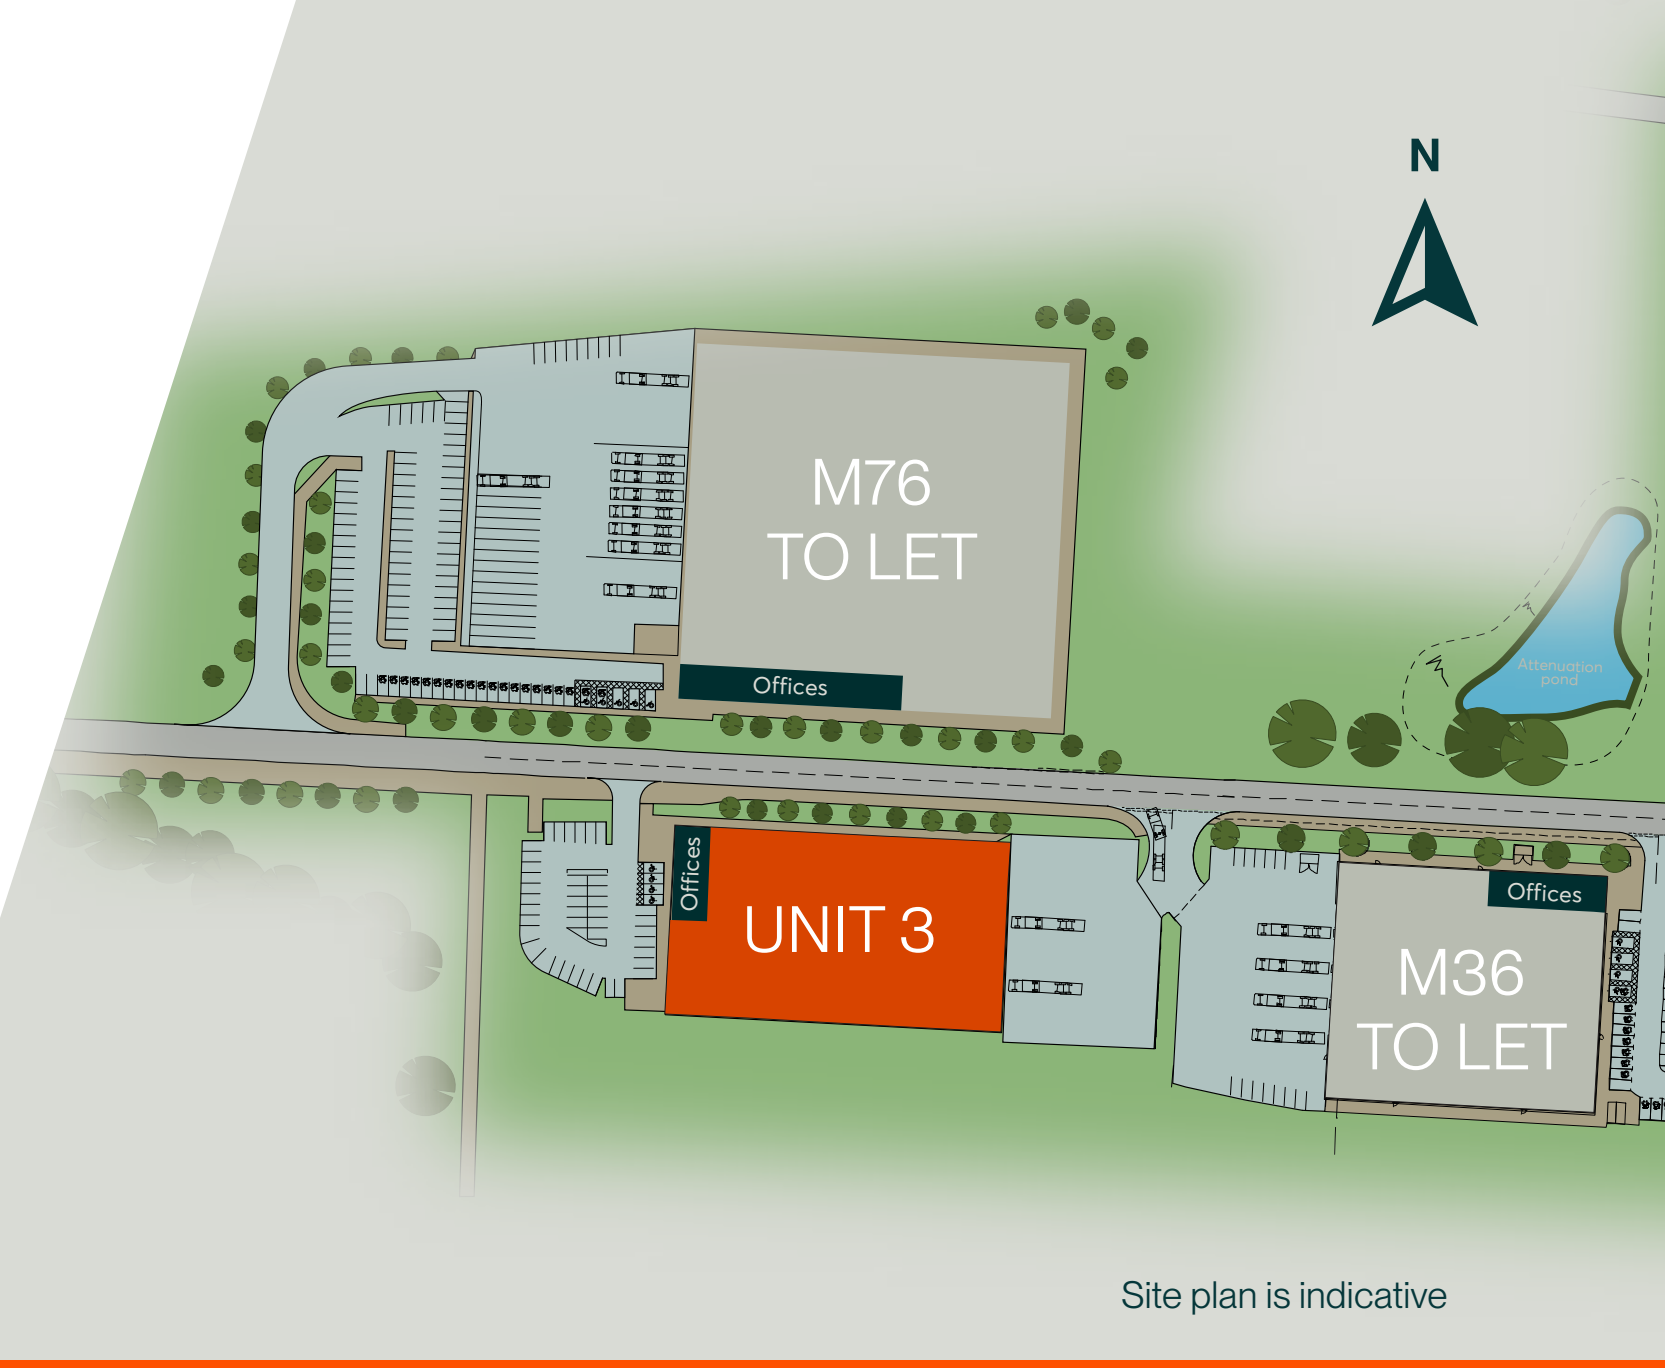 N
M76
TO LET
Offices
Attenuation
pond
Offices
UNIT 3
Offices
M36
TO LET
Site plan is indicative